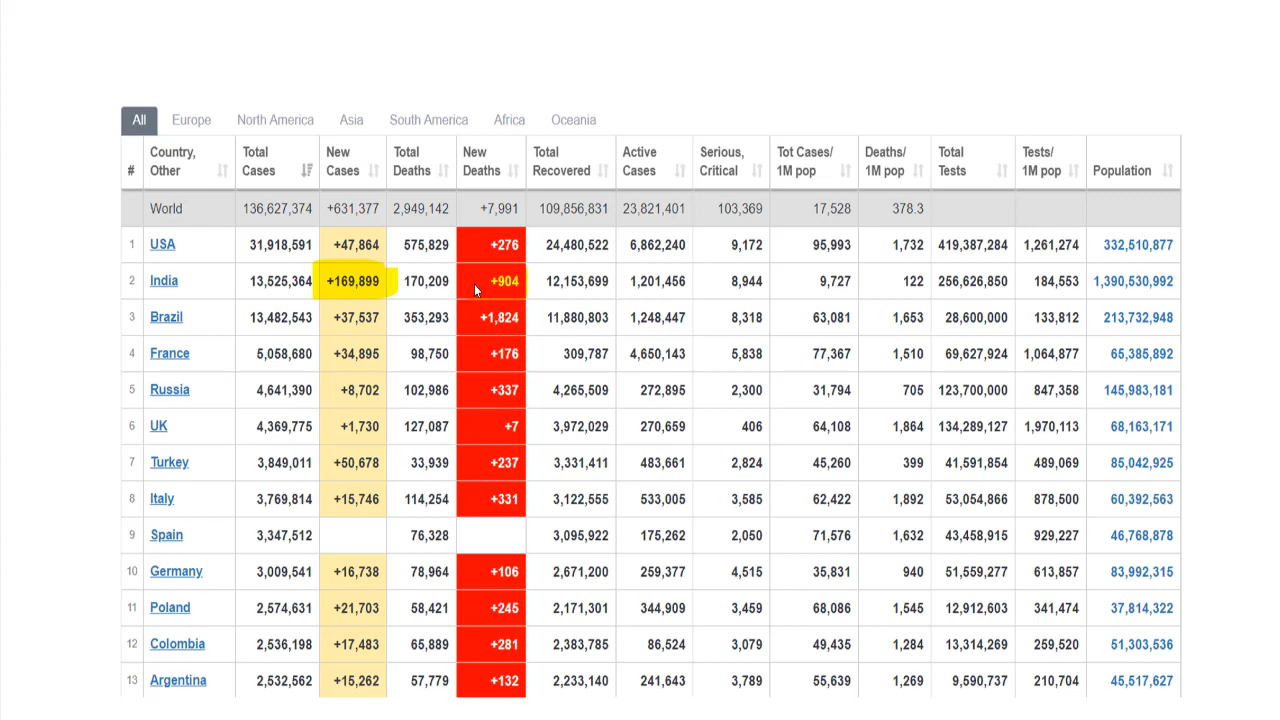 All Europe North America Asia South America Africa Oceania
# Country, Other Total Cases New Cases Total Deaths New Deaths Total Recovered Active Cases Serious, Critical Tot Cases/ 1M pop Deaths/ 1M pop Total Tests Tests/ 1M pop Population
World 136,627,374 +631,377 2,949,142 +7,991 109,856,831 23,821,401 103,369 17,528 378.3
1 USA 31,918,591 +47,864 575,829 +276 24,480,522 6,862,240 9,172 95,993 1,732 419,387,284 1,261,274 332,510,877
2 India 13,525,364 +169,899 170,209 +904 12,153,699 1,201,456 8,944 9,727 122 256,626,850 184,553 1,390,530,992
3 Brazil 13,482,543 +37,537 353,293 +1,824 11,880,803 1,248,447 8,318 63,081 1,653 28,600,000 133,812 213,732,948
4 France 5,058,680 +34,895 98,750 +176 309,787 4,650,143 5,838 77,367 1,510 69,627,924 1,064,877 65,385,892
5 Russia 4,641,390 +8,702 102,986 +337 4,265,509 272,895 2,300 31,794 705 123,700,000 847,358 145,983,181
6 UK 4,369,775 +1,730 127,087 +7 3,972,029 270,659 406 64,108 1,864 134,289,127 1,970,113 68,163,171
7 Turkey 3,849,011 +50,678 33,939 +237 3,331,411 483,661 2,824 45,260 399 41,591,854 489,069 85,042,925
8 Italy 3,769,814 +15,746 114,254 +331 3,122,555 533,005 3,585 62,422 1,892 53,054,866 878,500 60,392,563
9 Spain 3,347,512 76,328 3,095,922 175,262 2,050 71,576 1,632 43,458,915 929,227 46,768,878
10 Germany 3,009,541 +16,738 78,964 +106 2,671,200 259,377 4,515 35,831 940 51,559,277 613,857 83,992,315
11 Poland 2,574,631 +21,703 58,421 +245 2,171,301 344,909 3,459 68,086 1,545 12,912,603 341,474 37,814,322
12 Colombia 2,536,198 +17,483 65,889 +281 2,383,785 86,524 3,079 49,435 1,284 13,314,269 259,520 51,303,536
13 Argentina 2,532,562 +15,262 57,779 +132 2,233,140 241,643 3,789 55,639 1,269 9,590,737 210,704 45,517,627